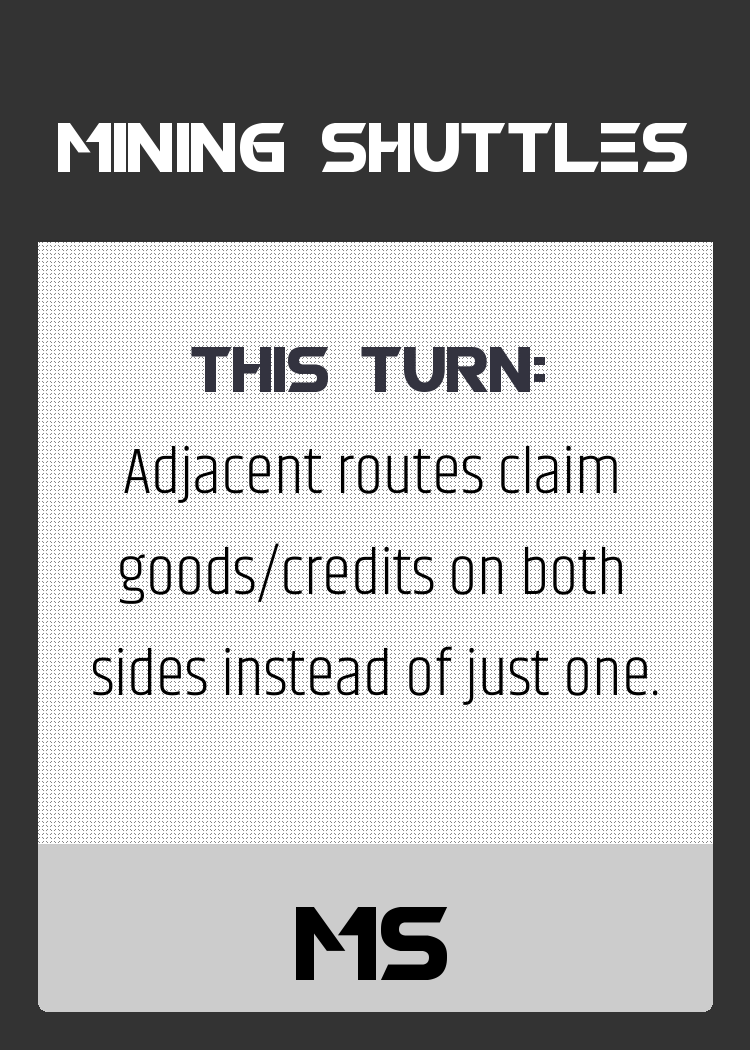 MINING SHUTTLES
THIS TURN:
Adjacent routes claim
goods/credits on both
sides instead of just one.
MS